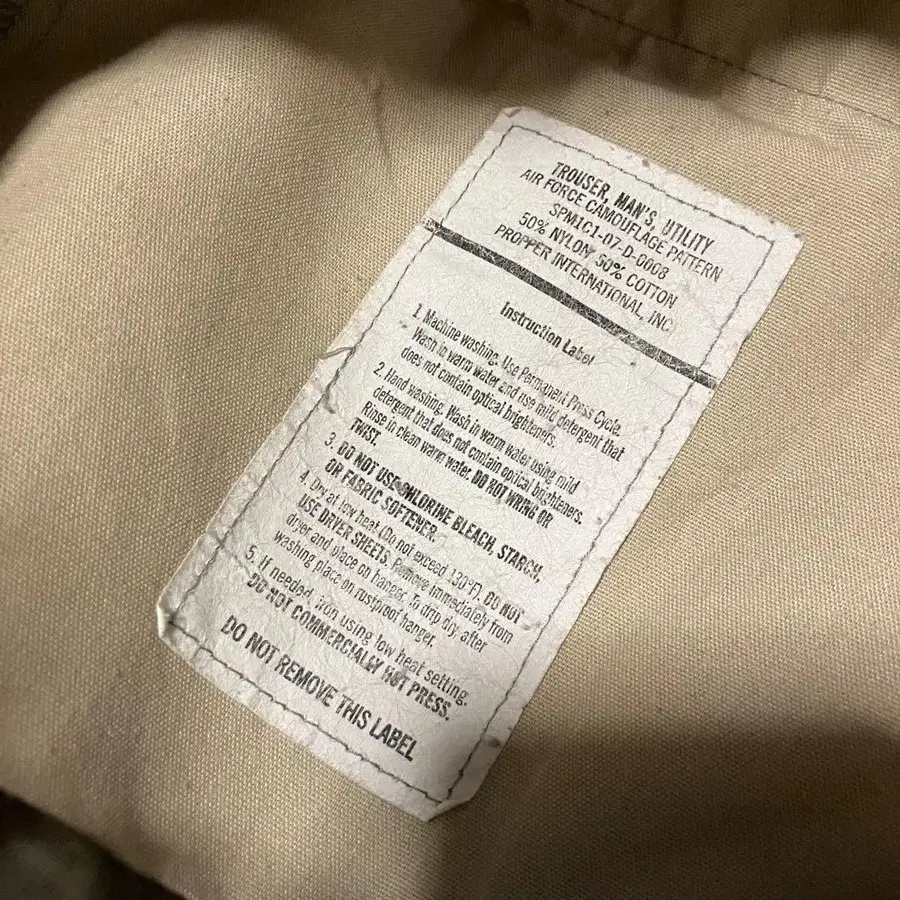 TROUSER, MAN'S, UTILITY
AIR FORCE CAMOUFLAGE PATTERN
SPM1C1-07-D-0008
50% NYLON 50% COTTON
PROPPER INTERNATIONAL, INC
Instruction Label
1. Machine washing. Use Permanent Press Cycle.
Wash in warm water and use mild detergent that
does not contain optical brighteners.
2. Hand washing. Wash in warm water using mild
detergent that does not contain optical brighteners.
Rinse in clean warm water. DO NOT WRING OR
TWIST.
3. DO NOT USE CHLORINE BLEACH, STARCH,
OR FABRIC SOFTENER.
4. Dry at low heat (Do not exceed 130°F). DO NOT
USE DRYER SHEETS. Remove immediately from
dryer and place on hanger. To drip dry, after
washing place on rustproof hanger.
5. If needed, iron using low heat setting.
DO NOT COMMERCIALLY HOT PRESS.
DO NOT REMOVE THIS LABEL